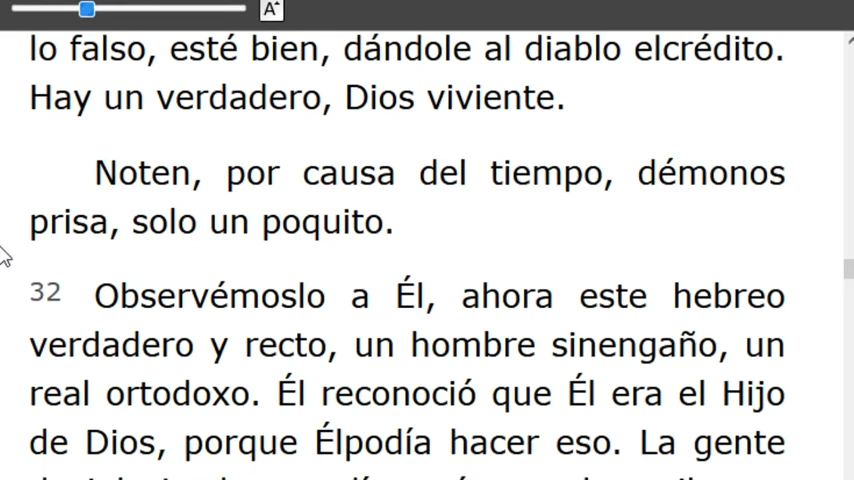 A
lo falso, esté bien, dándole al diablo elcrédito.
Hay un verdadero, Dios viviente.
Noten, por causa del tiempo, démonos
prisa, solo un poquito.
32 Observémoslo a Él, ahora este hebreo
verdadero y recto, un hombre sinengaño, un
real ortodoxo. Él reconoció que Él era el Hijo
de Dios, porque Élpodía hacer eso. La gente